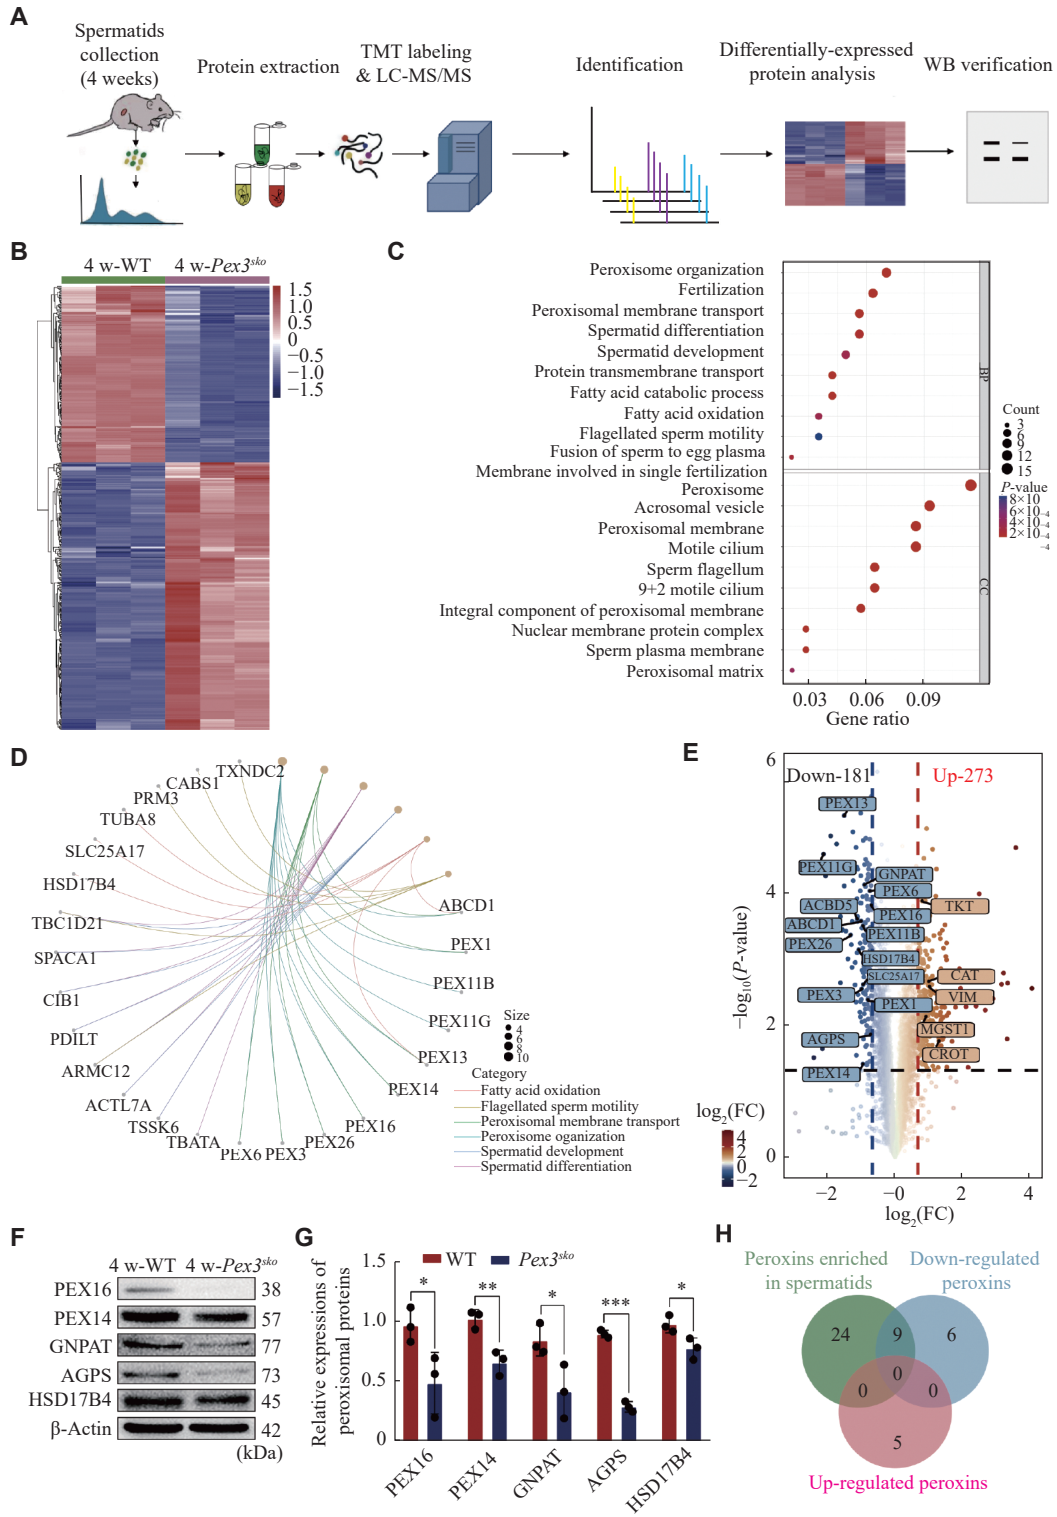 A
Spermatids
collection
(4 weeks)
Protein extraction
TMT labeling
& LC-MS/MS
Identification
Differentially-expressed
protein analysis
WB verification
B
4 w-WT
4 w-Pex3sko
1.5
1.0
0.5
0
−0.5
−1.0
−1.5
C
Peroxisome organization
Fertilization
Peroxisomal membrane transport
Spermatid differentiation
Spermatid development
Protein transmembrane transport
Fatty acid catabolic process
Fatty acid oxidation
Flagellated sperm motility
Fusion of sperm to egg plasma
Membrane involved in single fertilization
Peroxisome
Acrosomal vesicle
Peroxisomal membrane
Motile cilium
Sperm flagellum
9+2 motile cilium
Integral component of peroxisomal membrane
Nuclear membrane protein complex
Sperm plasma membrane
Peroxisomal matrix
BP
CC
0.03
0.06
0.09
Gene ratio
Count
3
6
9
12
15
P-value
8×10
6×10−4
4×10−4
2×10−4
−4
D
TXNDC2
CABS1
PRM3
TUBA8
SLC25A17
HSD17B4
TBC1D21
SPACA1
CIB1
PDILT
ARMC12
ACTL7A
TSSK6
TBATA
PEX6
PEX3
PEX26
PEX16
PEX14
PEX13
PEX11G
PEX11B
PEX1
ABCD1
Size
4
6
8
10
Category
Fatty acid oxidation
Flagellated sperm motility
Peroxisomal membrane transport
Peroxisome oganization
Spermatid development
Spermatid differentiation
E
Down-181
Up-273
6
4
2
0
−log10(P-value)
PEX13
PEX11G
GNPAT
PEX6
ACBD5
PEX16
TKT
ABCD1
PEX11B
PEX26
HSD17B4
SLC25A17
CAT
PEX3
PEX1
VIM
AGPS
MGST1
CROT
PEX14
log2(FC)
4
2
0
−2
−2
−0
2
4
log2(FC)
F
4 w-WT
4 w-Pex3sko
PEX16
38
PEX14
57
GNPAT
77
AGPS
73
HSD17B4
45
β-Actin
42
(kDa)
G
WT
Pex3sko
Relative expressions of
peroxisomal proteins
1.5
1.0
0.5
0
*
**
*
***
*
PEX16
PEX14
GNPAT
AGPS
HSD17B4
H
Peroxins enriched
in spermatids
Down-regulated
peroxins
24
9
6
0
0
0
5
Up-regulated peroxins